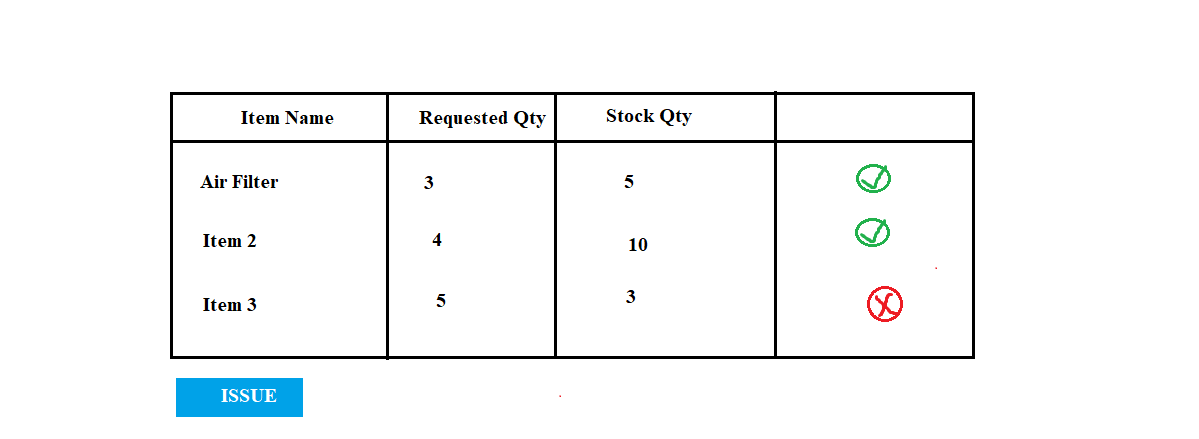 Item Name Requested Qty Stock Qty
Air Filter 3 5
Item 2 4 10
Item 3 5 3
ISSUE